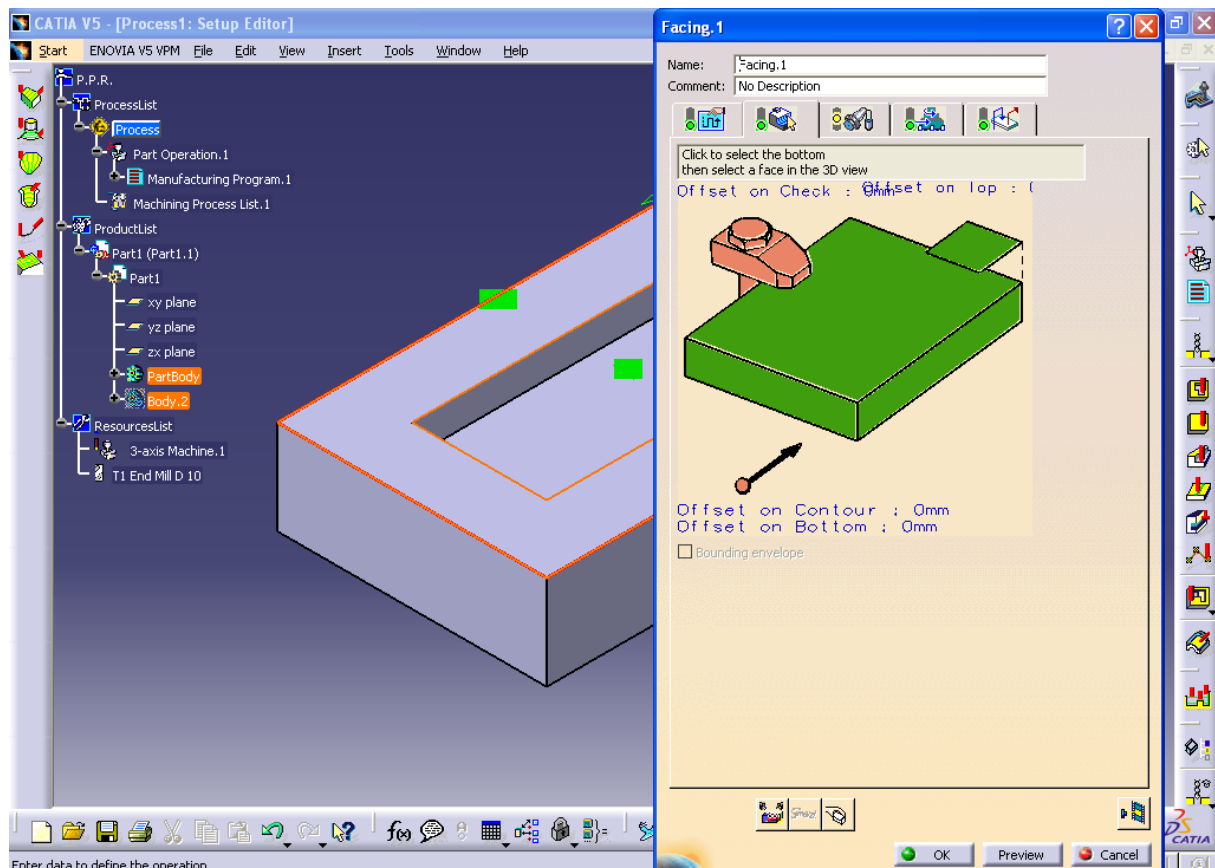 CATIA V5 - [Process1: Setup Editor]
Start ENOVIA V5 VPM File Edit View Insert Tools Window Help
P.P.R.
ProcessList
Process
Part Operation.1
Manufacturing Program.1
Machining Process List.1
ProductList
Part1 (Part1.1)
Part1
xy plane
yz plane
zx plane
PartBody
Body.2
ResourcesList
3-axis Machine.1
T1 End Mill D 10
Facing.1
Name: Facing.1
Comment: No Description
Click to select the bottom
then select a face in the 3D view
Offset on Check : 0mm
Offset on Top : (
Offset on Contour : 0mm
Offset on Bottom : 0mm
Bounding envelope
OK Preview Cancel
f(x)
CATIA
Enter data to define the operation